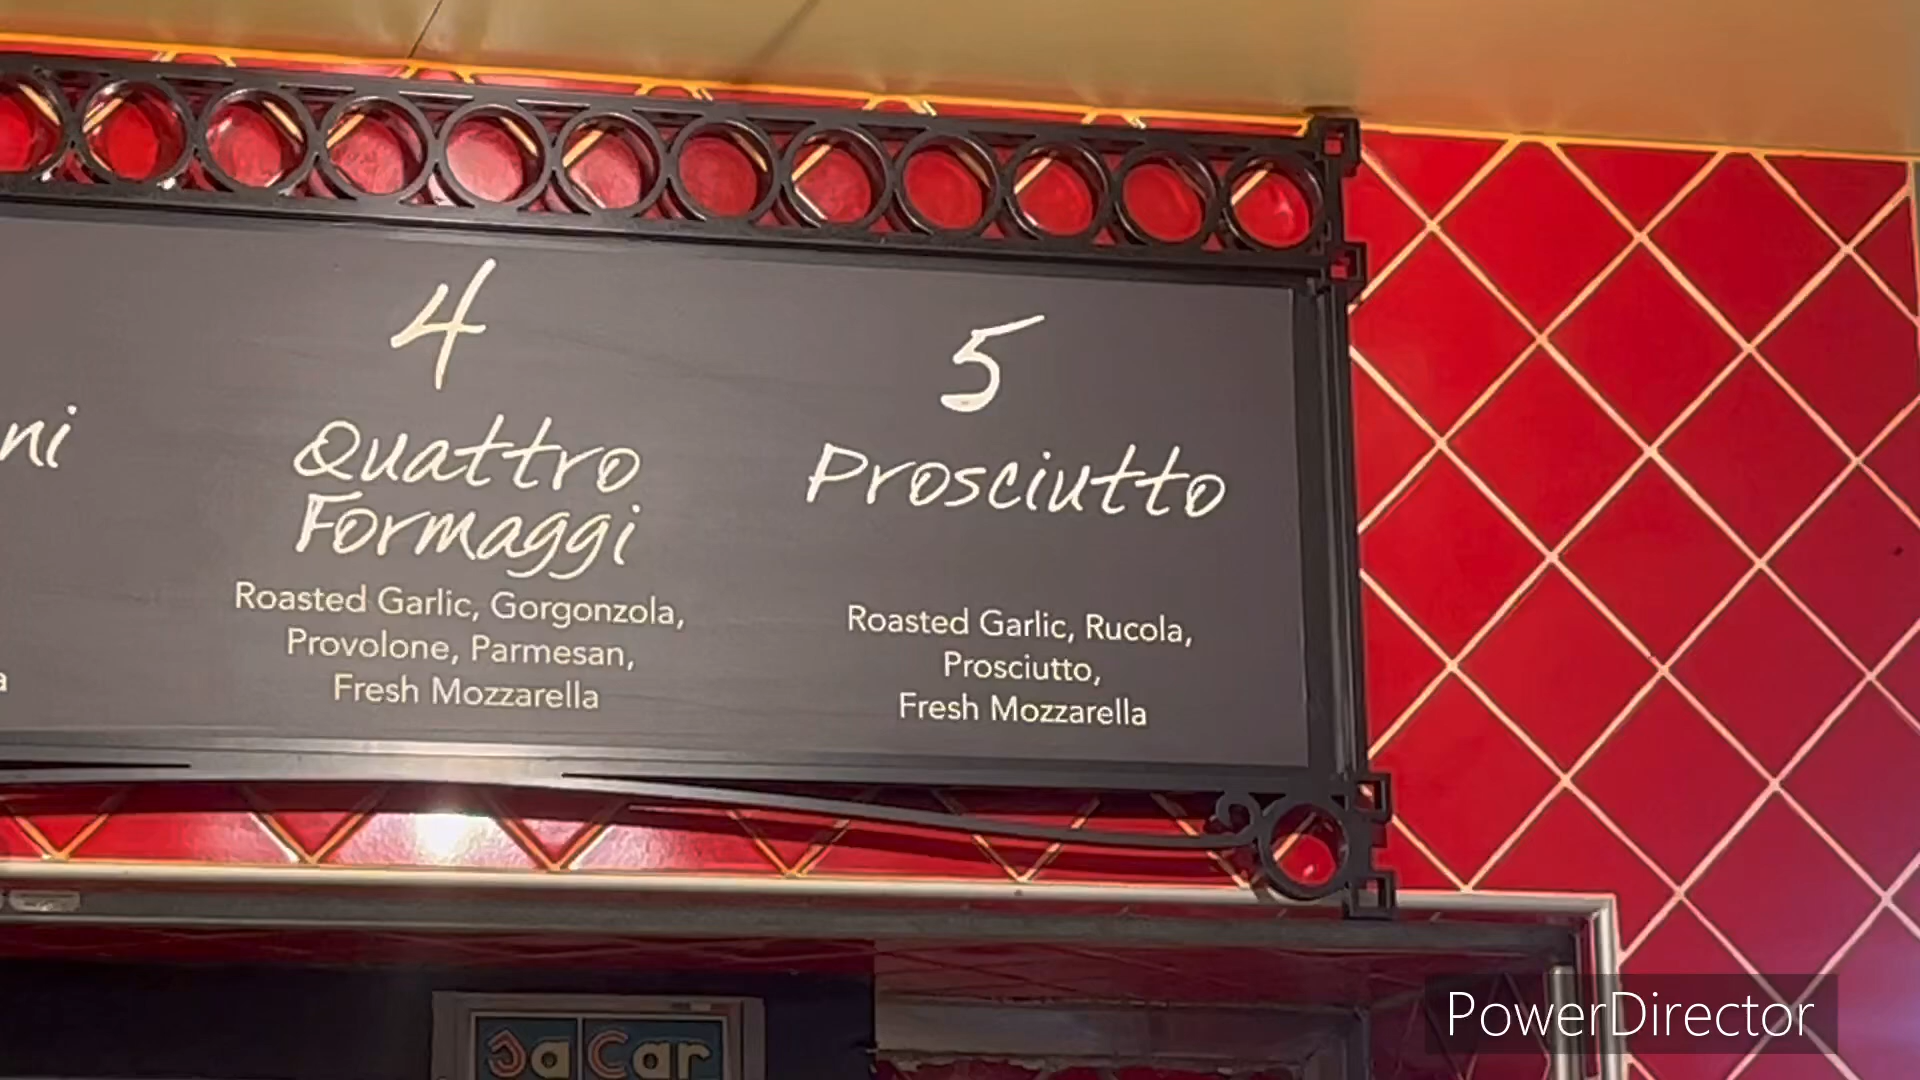 4
Quattro
Formaggi
Roasted Garlic, Gorgonzola,
Provolone, Parmesan,
Fresh Mozzarella
5
Prosciutto
Roasted Garlic, Rucola,
Prosciutto,
Fresh Mozzarella
PowerDirector